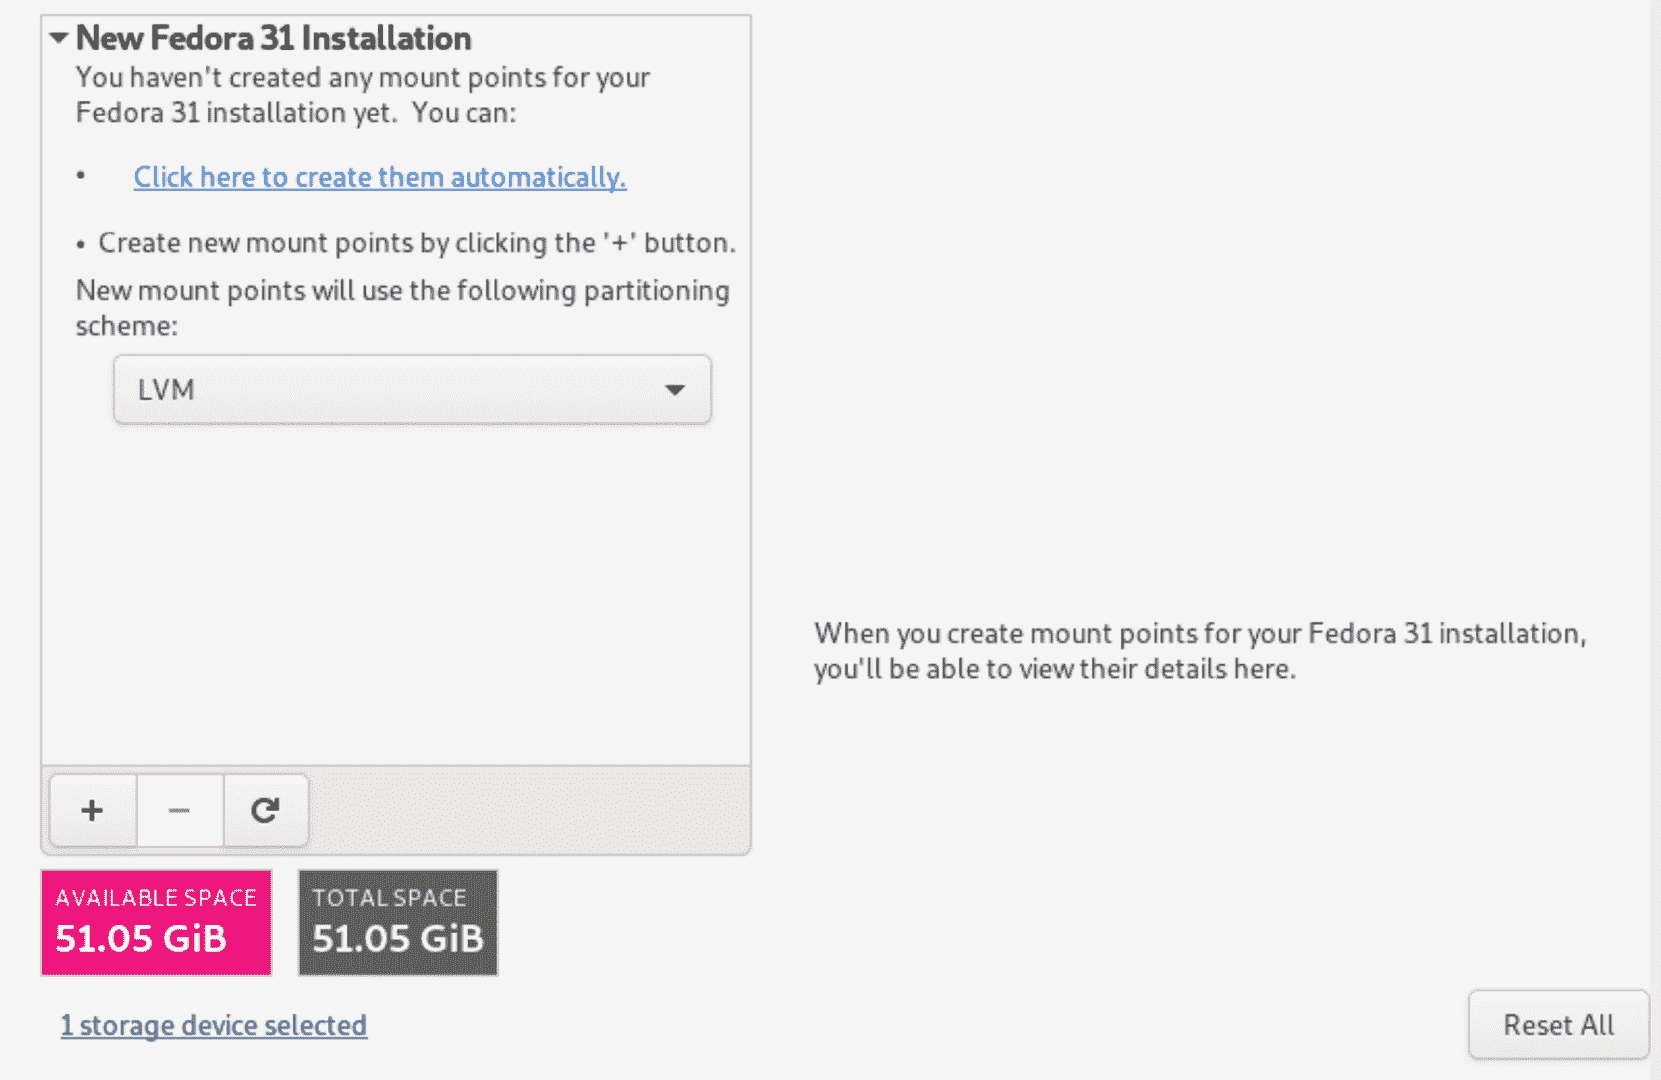 New Fedora 31 Installation
You haven't created any mount points for your
Fedora 31 installation yet.  You can:
• Click here to create them automatically.
• Create new mount points by clicking the '+' button.
New mount points will use the following partitioning
scheme:
LVM
When you create mount points for your Fedora 31 installation,
you'll be able to view their details here.
+ −
AVAILABLE SPACE
51.05 GiB
TOTAL SPACE
51.05 GiB
1 storage device selected
Reset All